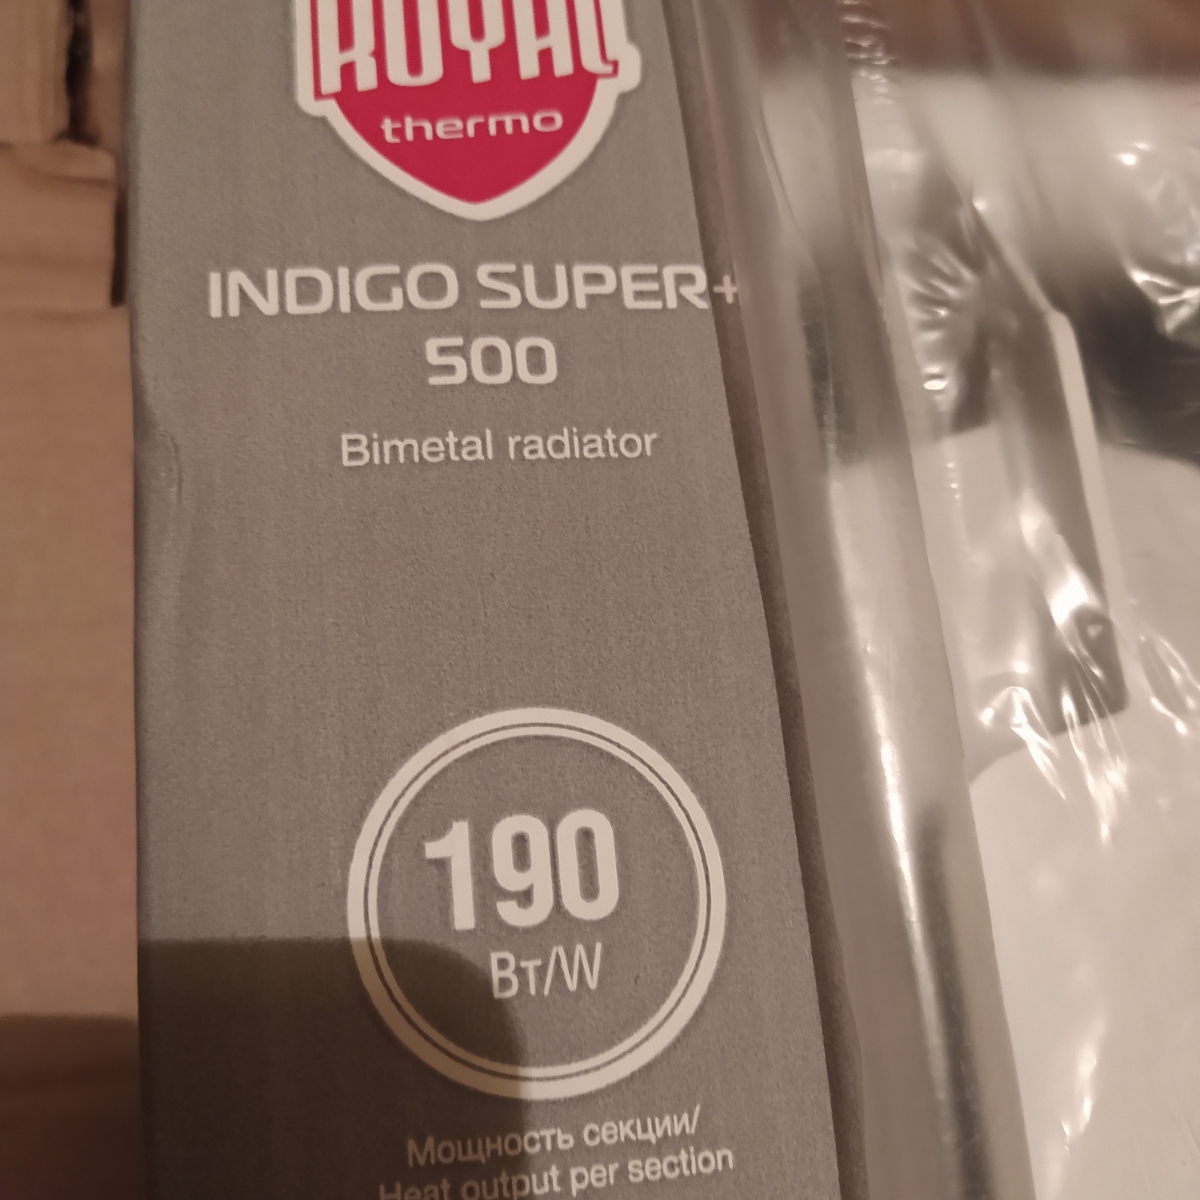 ROYAL
thermo
INDIGO SUPER+
500
Bimetal radiator
190
Вт/W
Мощность секции/
Heat output per section